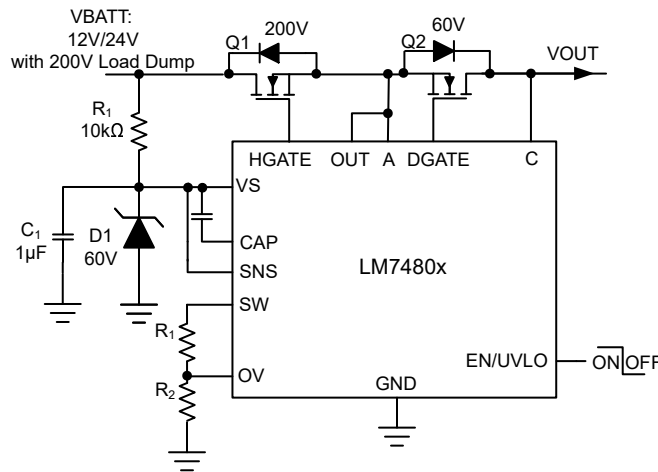 VBATT:
12V/24V
with 200V Load Dump
Q1
200V
Q2
60V
VOUT
R1
10kΩ
HGATE
OUT
A
DGATE
C
VS
C1
1µF
D1
60V
CAP
SNS
LM7480x
SW
R1
OV
R2
EN/UVLO
ON
OFF
GND